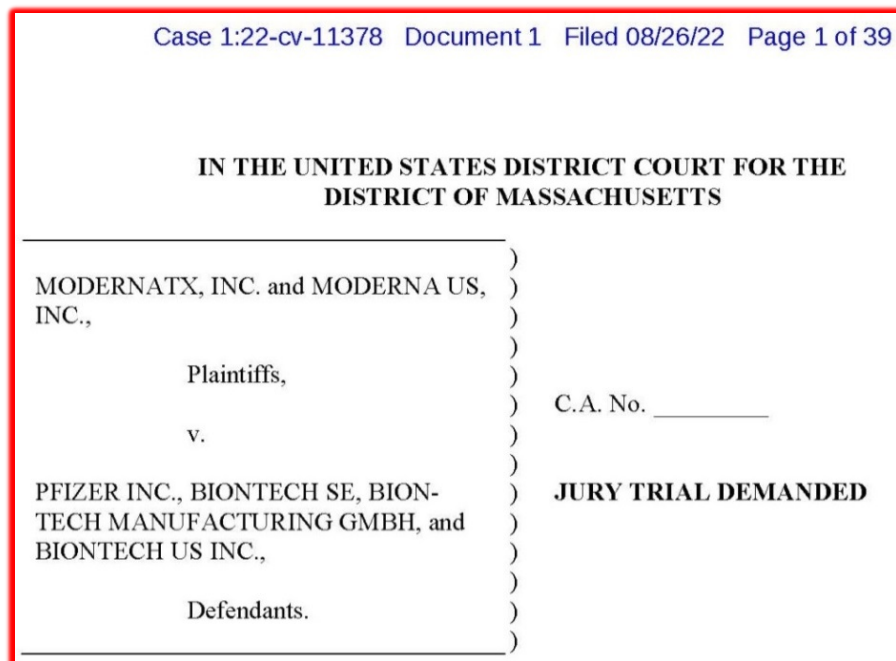 Case 1:22-cv-11378 Document 1 Filed 08/26/22 Page 1 of 39
IN THE UNITED STATES DISTRICT COURT FOR THE
DISTRICT OF MASSACHUSETTS
MODERNATX, INC. and MODERNA US,
INC.,
Plaintiffs,
v.
PFIZER INC., BIONTECH SE, BION-
TECH MANUFACTURING GMBH, and
BIONTECH US INC.,
Defendants.
)
)
)
)
)
)
)
)
)
)
)
)
)
)
C.A. No. __________
JURY TRIAL DEMANDED